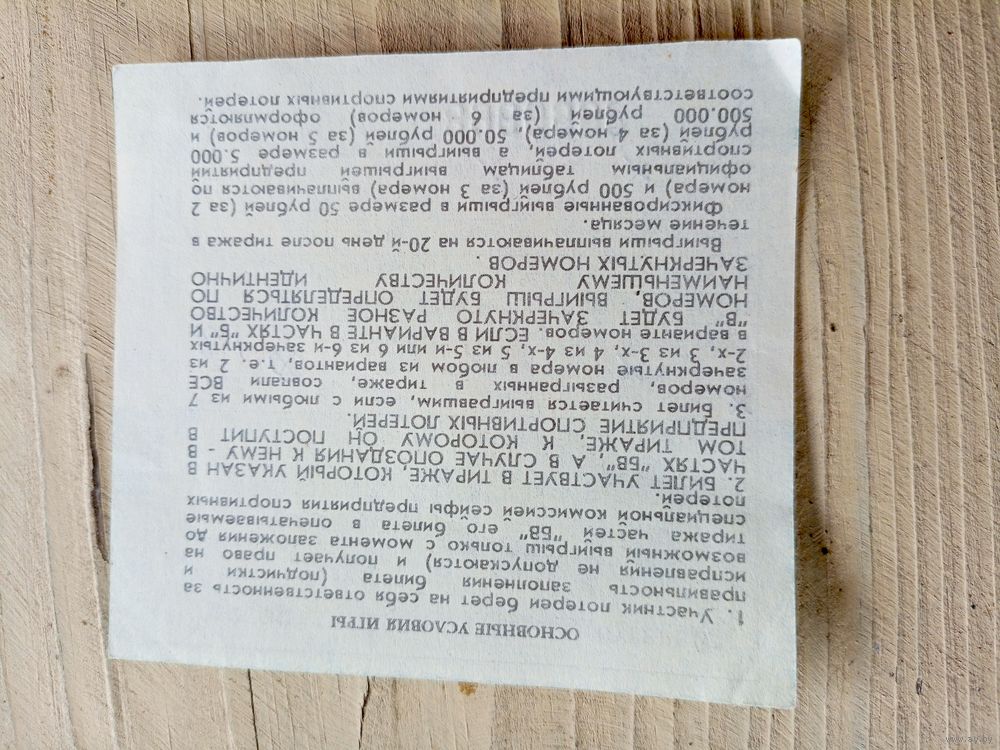 ОСНОВНЫЕ УСЛОВИЯ ИГРЫ
1. Участник лотереи берет на себя ответственность за
правильность заполнения билета (подчистки и
исправления не допускаются) и получает право на
возможный выигрыш только с момента заложения до
тиража частей "БВ" его билета в опечатываемые
специальной комиссией сейфы предприятия спортивных
лотерей.
2. БИЛЕТ УЧАСТВУЕТ В ТИРАЖЕ, КОТОРЫЙ УКАЗАН В
ЧАСТЯХ "БВ" А В СЛУЧАЕ ОПОЗДАНИЯ К НЕМУ - В
ТОМ ТИРАЖЕ, К КОТОРОМУ ОН ПОСТУПИТ В
ПРЕДПРИЯТИЕ СПОРТИВНЫХ ЛОТЕРЕЙ.
3. Билет считается выигравшим, если с любыми из 7
номеров, разыгранных в тираже, совпали ВСЕ
зачеркнутые номера в любом из вариантов, т.е. 2 из
2-х, 3 из 3-х, 4 из 4-х, 5 из 5-и или 6 из 6-и зачеркнутых
в варианте номеров. ЕСЛИ В ВАРИАНТЕ В ЧАСТЯХ "Б" И
"В" БУДЕТ ЗАЧЕРКНУТО РАЗНОЕ КОЛИЧЕСТВО
НОМЕРОВ, ВЫИГРЫШ БУДЕТ ОПРЕДЕЛЯТЬСЯ ПО
НАИМЕНЬШЕМУ КОЛИЧЕСТВУ ИДЕНТИЧНО
ЗАЧЕРКНУТЫХ НОМЕРОВ .
Выигрыши выплачиваются на 20-й день после тиража в
течение месяца.
Фиксированные выигрыши в размере 50 рублей (за 2
номера) и 500 рублей (за 3 номера) выплачиваются по
официальным таблицам выигрышей предприятий
спортивных лотерей, а выигрыши в размере 5.000
рублей (за 4 номера), 50.000 рублей (за 5 номеров) и
500.000 рублей (за 6 номеров) оформляются
соответствующими предприятиями спортивных лотерей.
www.ay.by